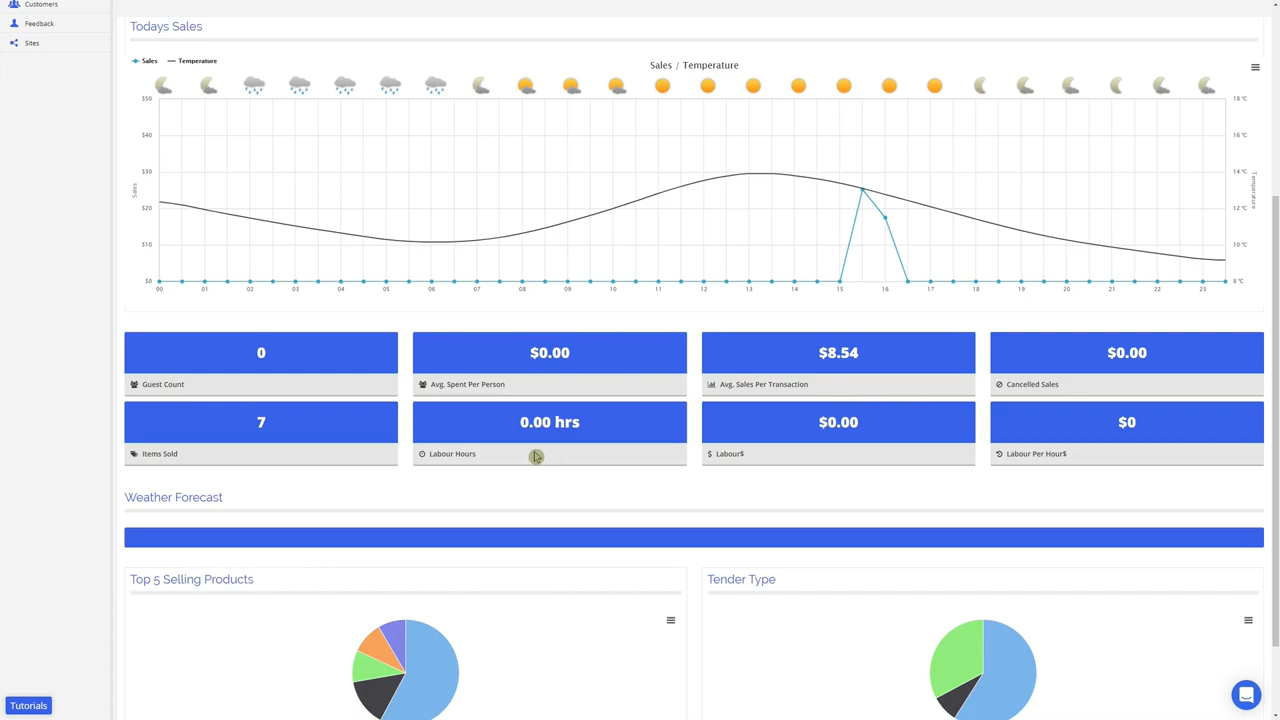 Customers
Feedback
Sites
Todays Sales
Sales Temperature
Sales / Temperature
$50 18 °C
$40 16 °C
$30 14 °C
$20 12 °C
$10 10 °C
$0 8 °C
Sales
Temperature
00 01 02 03 04 05 06 07 08 09 10 11 12 13 14 15 16 17 18 19 20 21 22 23
0 $0.00 $8.54 $0.00
Guest Count Avg. Spent Per Person Avg. Sales Per Transaction Cancelled Sales
7 0.00 hrs $0.00 $0
Items Sold Labour Hours Labour$ Labour Per Hour$
Weather Forecast
Top 5 Selling Products Tender Type
Tutorials